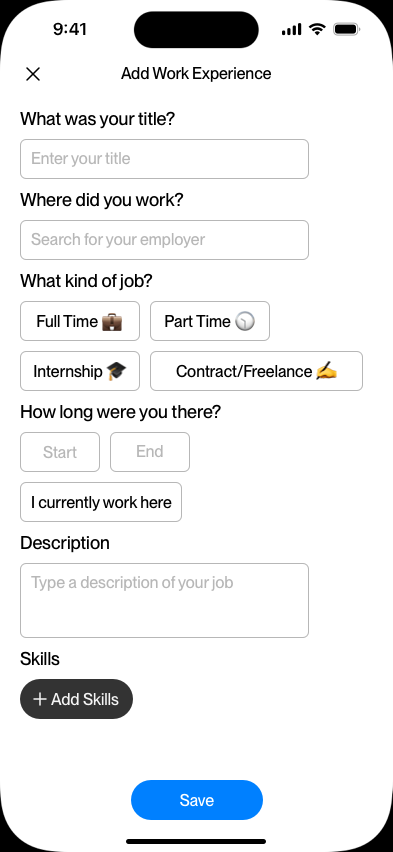 9:41
Add Work Experience
What was your title?
Enter your title
Where did you work?
Search for your employer
What kind of job?
Full Time 💼 Part Time 🕥
Internship 🎓 Contract/Freelance ✍️
How long were you there?
Start End
I currently work here
Description
Type a description of your job
Skills
+ Add Skills
Save